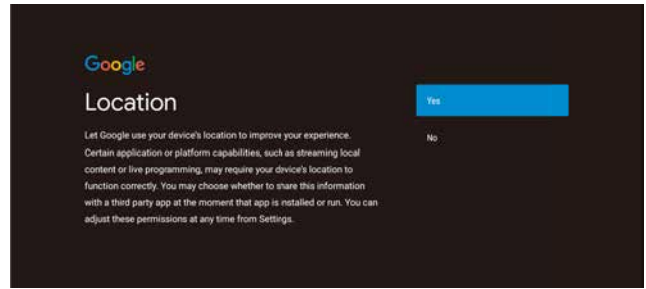 Google
Location
Let Google use your device's location to improve your experience.
Certain application or platform capabilities, such as streaming local
content or live programming, may require your device's location to
function correctly. You may choose whether to share this information
with a third party app at the moment that app is installed or run. You can
adjust these permissions at any time from Settings.
Yes
No